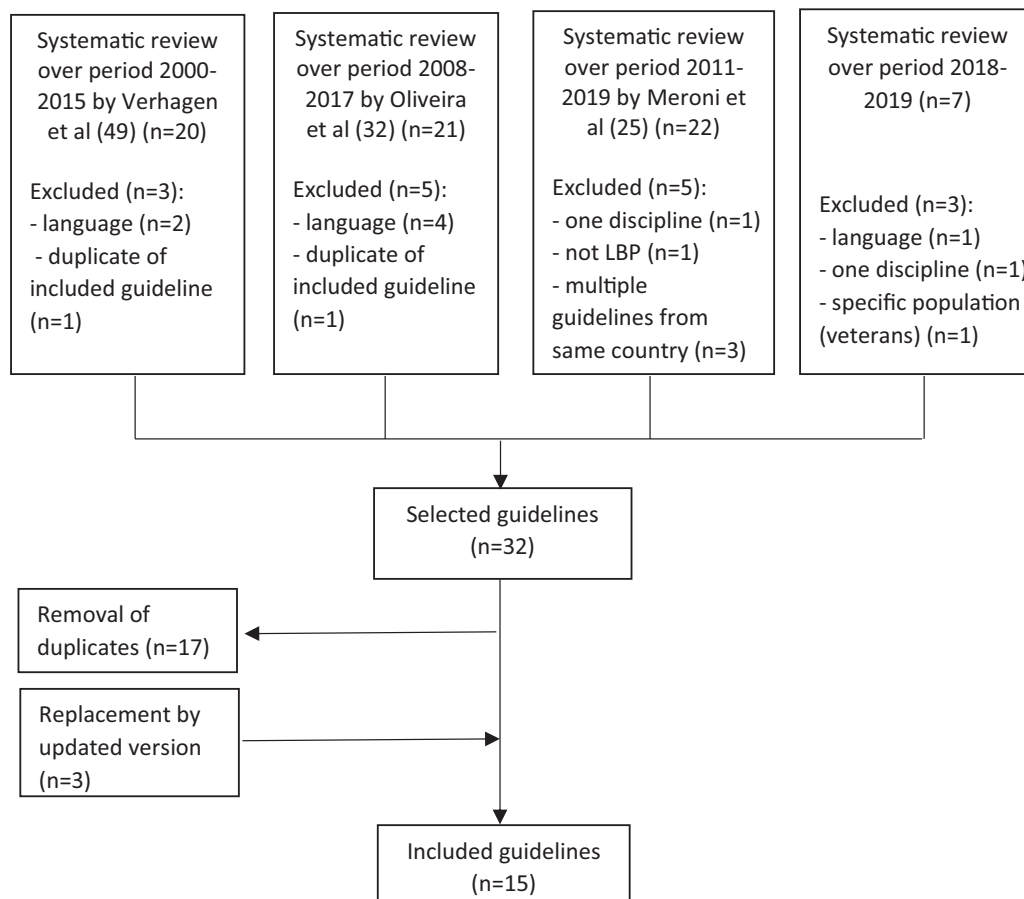 Systematic review
over period 2000-
2015 by Verhagen
et al (49) (n=20)
Excluded (n=3):
- language (n=2)
- duplicate of
included guideline
(n=1)
Systematic review
over period 2008-
2017 by Oliveira
et al (32) (n=21)
Excluded (n=5):
- language (n=4)
- duplicate of
included guideline
(n=1)
Systematic review
over period 2011-
2019 by Meroni et
al (25) (n=22)
Excluded (n=5):
- one discipline (n=1)
- not LBP (n=1)
- multiple
guidelines from
same country (n=3)
Systematic review
over period 2018-
2019 (n=7)
Excluded (n=3):
- language (n=1)
- one discipline (n=1)
- specific population
(veterans) (n=1)
Selected guidelines
(n=32)
Removal of
duplicates (n=17)
Replacement by
updated version
(n=3)
Included guidelines
(n=15)